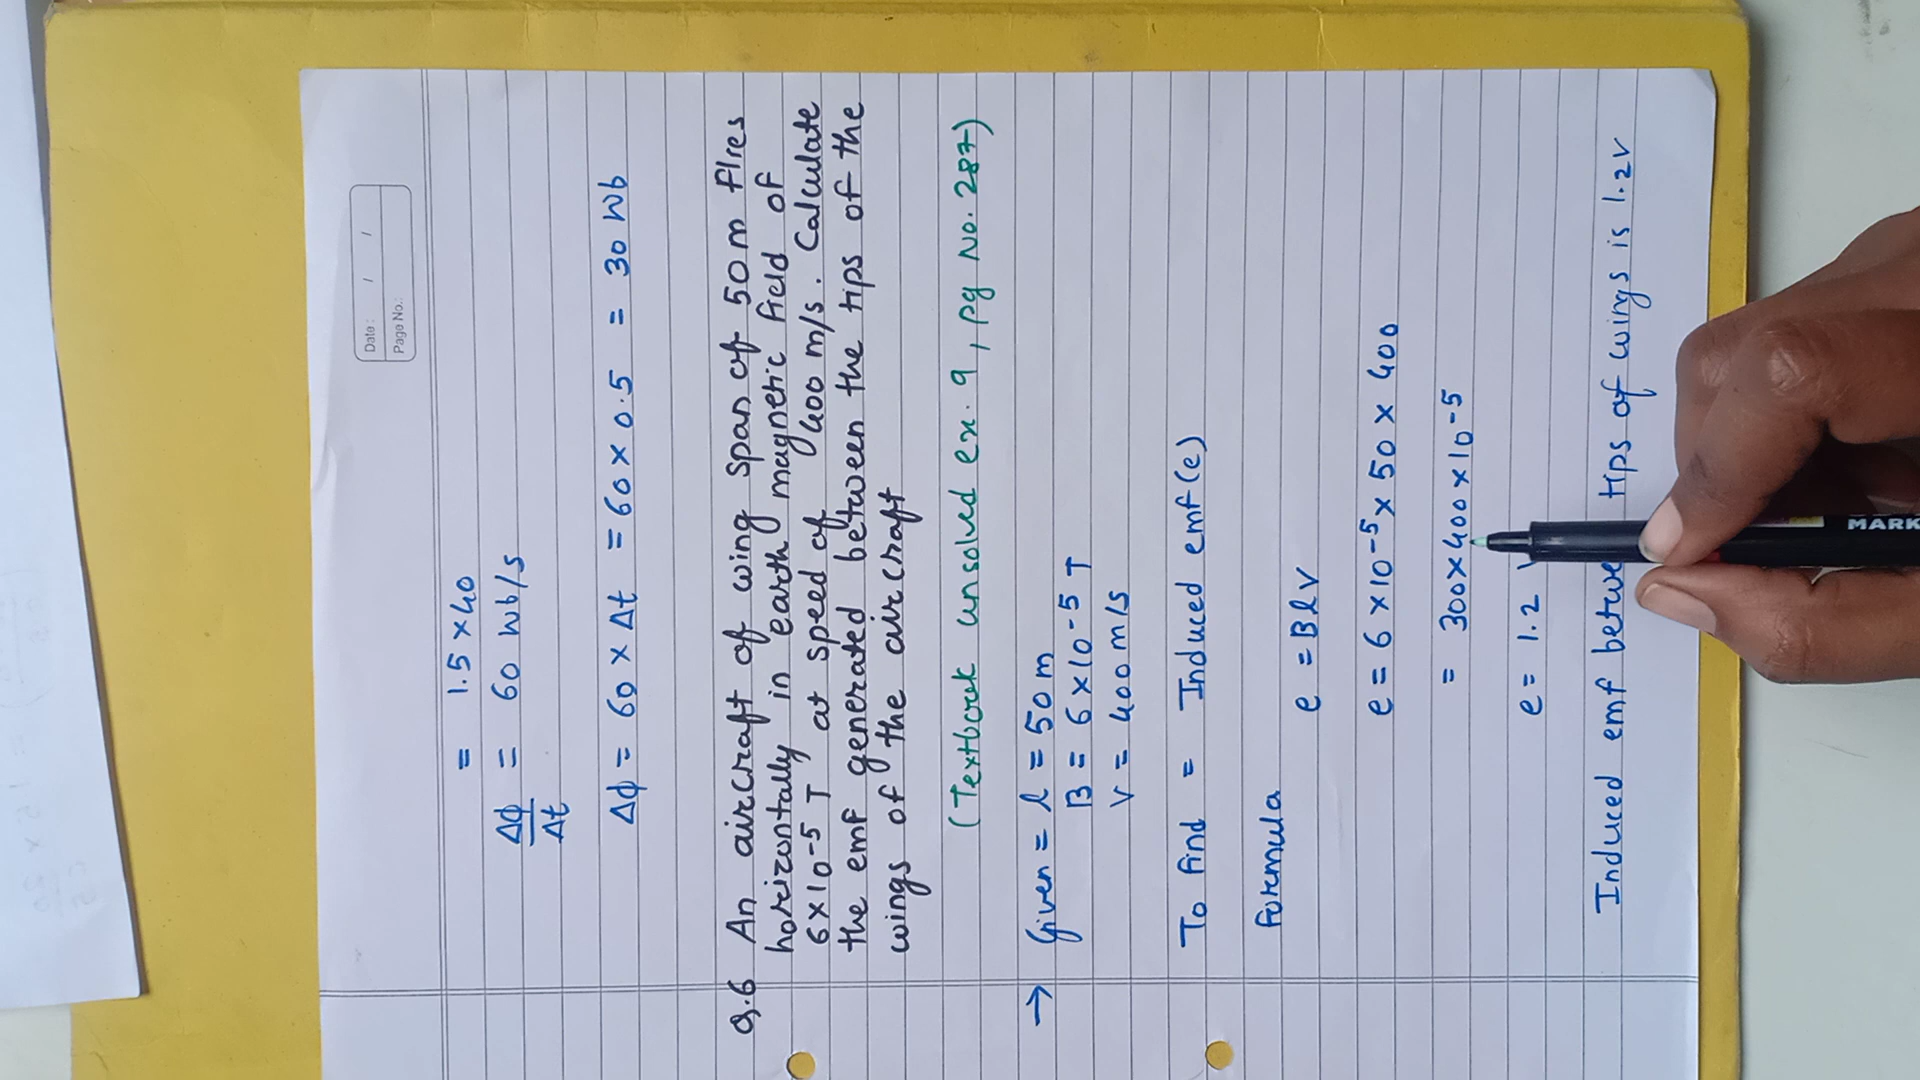 Date : / /
Page No.:
= 1.5 × 40
Δφ/Δt = 60 Wb/s
Δφ = 60 × Δt = 60 × 0.5 = 30 Wb
Q.6 An aircraft of wing span of 50 m flies
horizontally in earth magnetic field of
6×10⁻⁵ T at speed of 400 m/s. Calculate
the emf generated between the tips of the
wings of the aircraft
(Textbook unsolved ex. 9, pg No. 287)
→ Given = l = 50 m
B = 6 × 10⁻⁵ T
V = 400 m/s
To find = Induced emf (e)
Formula
e = Blv
e = 6 × 10⁻⁵ × 50 × 400
= 300 × 400 × 10⁻⁵
e = 1.2
Induced emf tips of wings is 1.2V
MARK